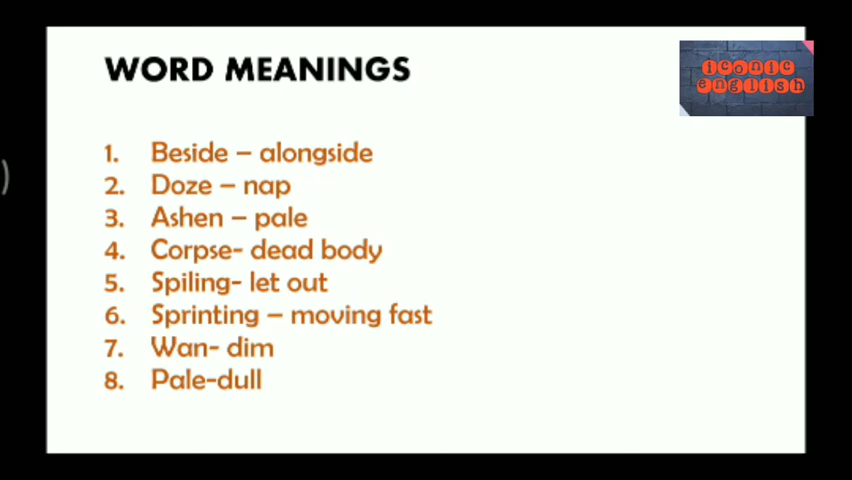 WORD MEANINGS
iconic
english
1. Beside – alongside
2. Doze – nap
3. Ashen – pale
4. Corpse- dead body
5. Spiling- let out
6. Sprinting – moving fast
7. Wan- dim
8. Pale-dull